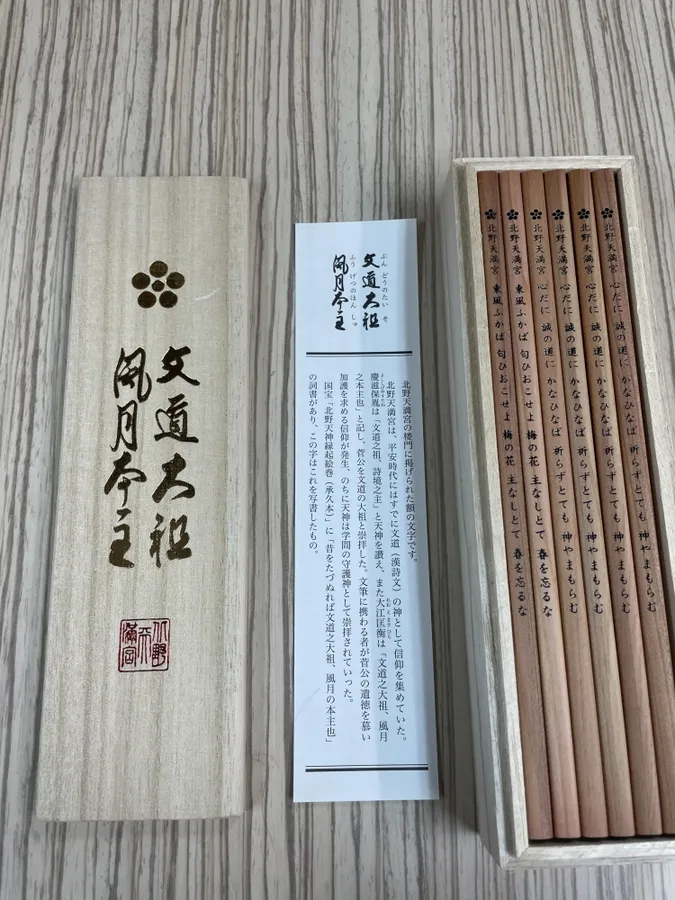 文道大祖
風月本主
北野
天
満宮
文道大祖
ぶんどうのたいそ
風月本主
ふうげつのほんしゅ
北野天満宮の楼門に掲げられた額の文字です。
北野天満宮は、平安時代にはすでに文道（漢詩文）の神として信仰を集めていた。
慶滋保胤は「文道之祖、詩境之主」と天神を讃え、また大江匡衡は「文道之大祖、風月
よししげのやすたね
おおえのまさひら
之本主也」と記し、菅公を文道の大祖と崇拝した。文筆に携わる者が菅公の遺徳を慕い
加護を求める信仰が発生、のちに天神は学問の守護神として崇拝されていった。
国宝「北野天神縁起絵巻（承久本）」に「昔をたづぬれば文道之大祖、風月の本主也」
の詞書があり、この字はこれを写書したもの。
北野天満宮 東風ふかば 匂ひおこせよ 梅の花 主なしとて 春を忘るな
北野天満宮 東風ふかば 匂ひおこせよ 梅の花 主なしとて 春を忘るな
北野天満宮 心だに 誠の道に かなひなば 祈らずとても 神やまもらむ
北野天満宮 心だに 誠の道に かなひなば 祈らずとても 神やまもらむ
北野天満宮 心だに 誠の道に かなひなば 祈らずとても 神やまもらむ
北野天満宮 心だに 誠の道に かなひなば 祈らずとても 神やまもらむ